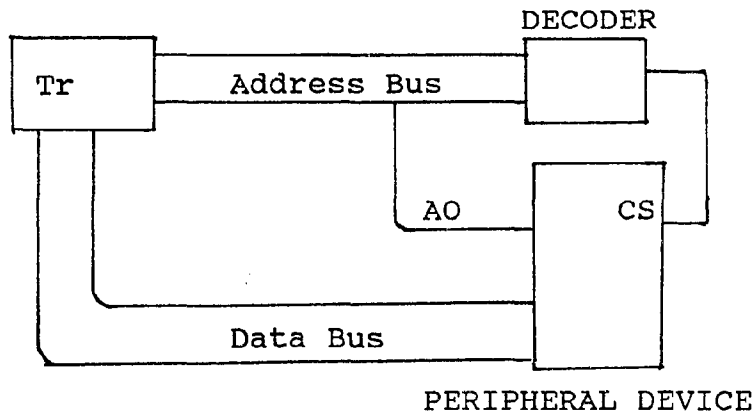 DECODER
Tr
Address Bus
AO
CS
Data Bus
PERIPHERAL DEVICE